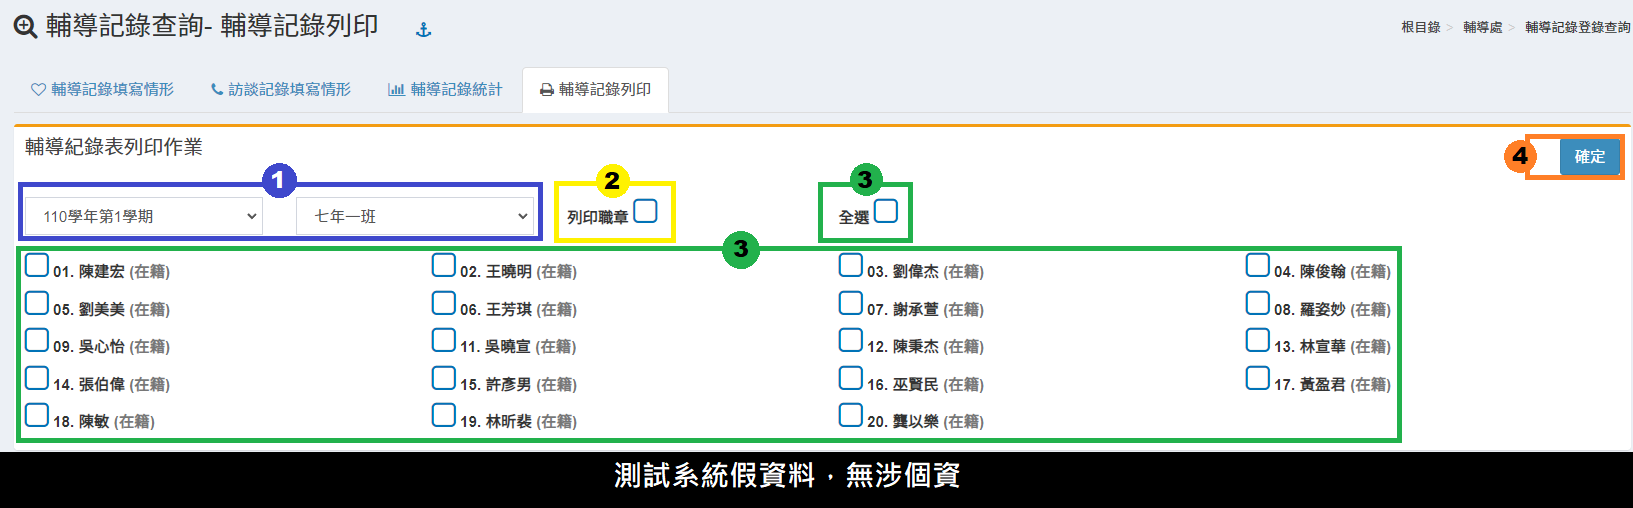 輔導記錄查詢- 輔導記錄列印
根目錄 > 輔導處 > 輔導記錄登錄查詢
輔導記錄填寫情形 訪談記錄填寫情形 輔導記錄統計 輔導記錄列印
輔導紀錄表列印作業
4 確定
1 2 3
110學年第1學期 七年一班 列印職章 全選
3
01. 陳建宏 (在籍) 02. 王曉明 (在籍) 03. 劉偉杰 (在籍) 04. 陳俊翰 (在籍)
05. 劉美美 (在籍) 06. 王芳琪 (在籍) 07. 謝承萱 (在籍) 08. 羅姿妙 (在籍)
09. 吳心怡 (在籍) 11. 吳曉宣 (在籍) 12. 陳秉杰 (在籍) 13. 林宣華 (在籍)
14. 張伯偉 (在籍) 15. 許彥男 (在籍) 16. 巫賢民 (在籍) 17. 黃盈君 (在籍)
18. 陳敏 (在籍) 19. 林昕裴 (在籍) 20. 龔以樂 (在籍)
測試系統假資料，無涉個資